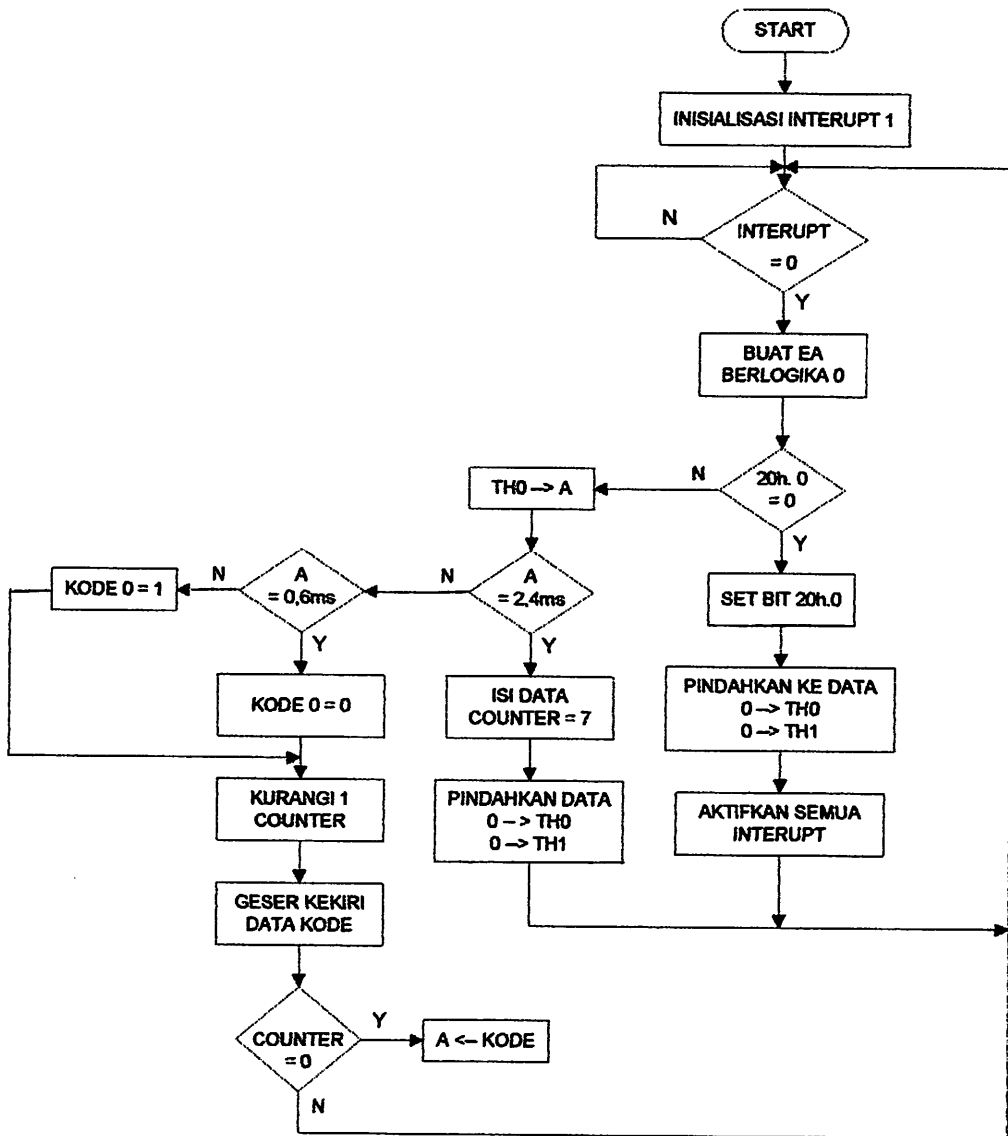 START
INISIALISASI INTERUPT 1
N
INTERUPT
= 0
Y
BUAT EA
BERLOGIKA 0
TH0 --> A
N
20h. 0
= 0
Y
KODE 0 = 1
N
A
= 0,6ms
N
A
= 2,4ms
SET BIT 20h.0
Y
Y
KODE 0 = 0
ISI DATA
COUNTER = 7
PINDAHKAN KE DATA
0 --> TH0
0 --> TH1
KURANGI 1
COUNTER
PINDAHKAN DATA
0 --> TH0
0 --> TH1
AKTIFKAN SEMUA
INTERUPT
GESER KEKIRI
DATA KODE
COUNTER
= 0
Y
A <-- KODE
N